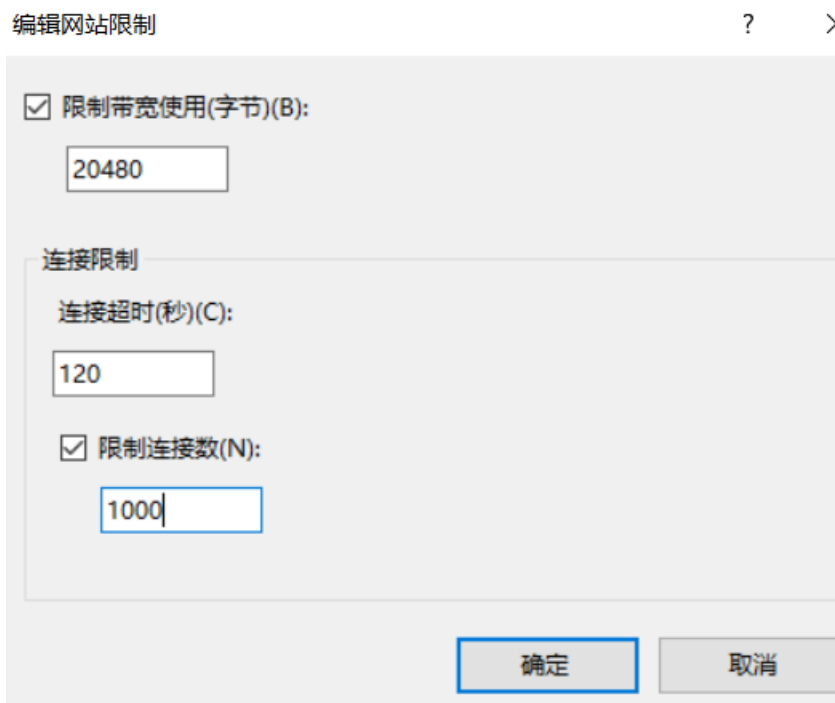 编辑网站限制
限制带宽使用(字节)(B):
20480
连接限制
连接超时(秒)(C):
120
限制连接数(N):
1000
确定 取消